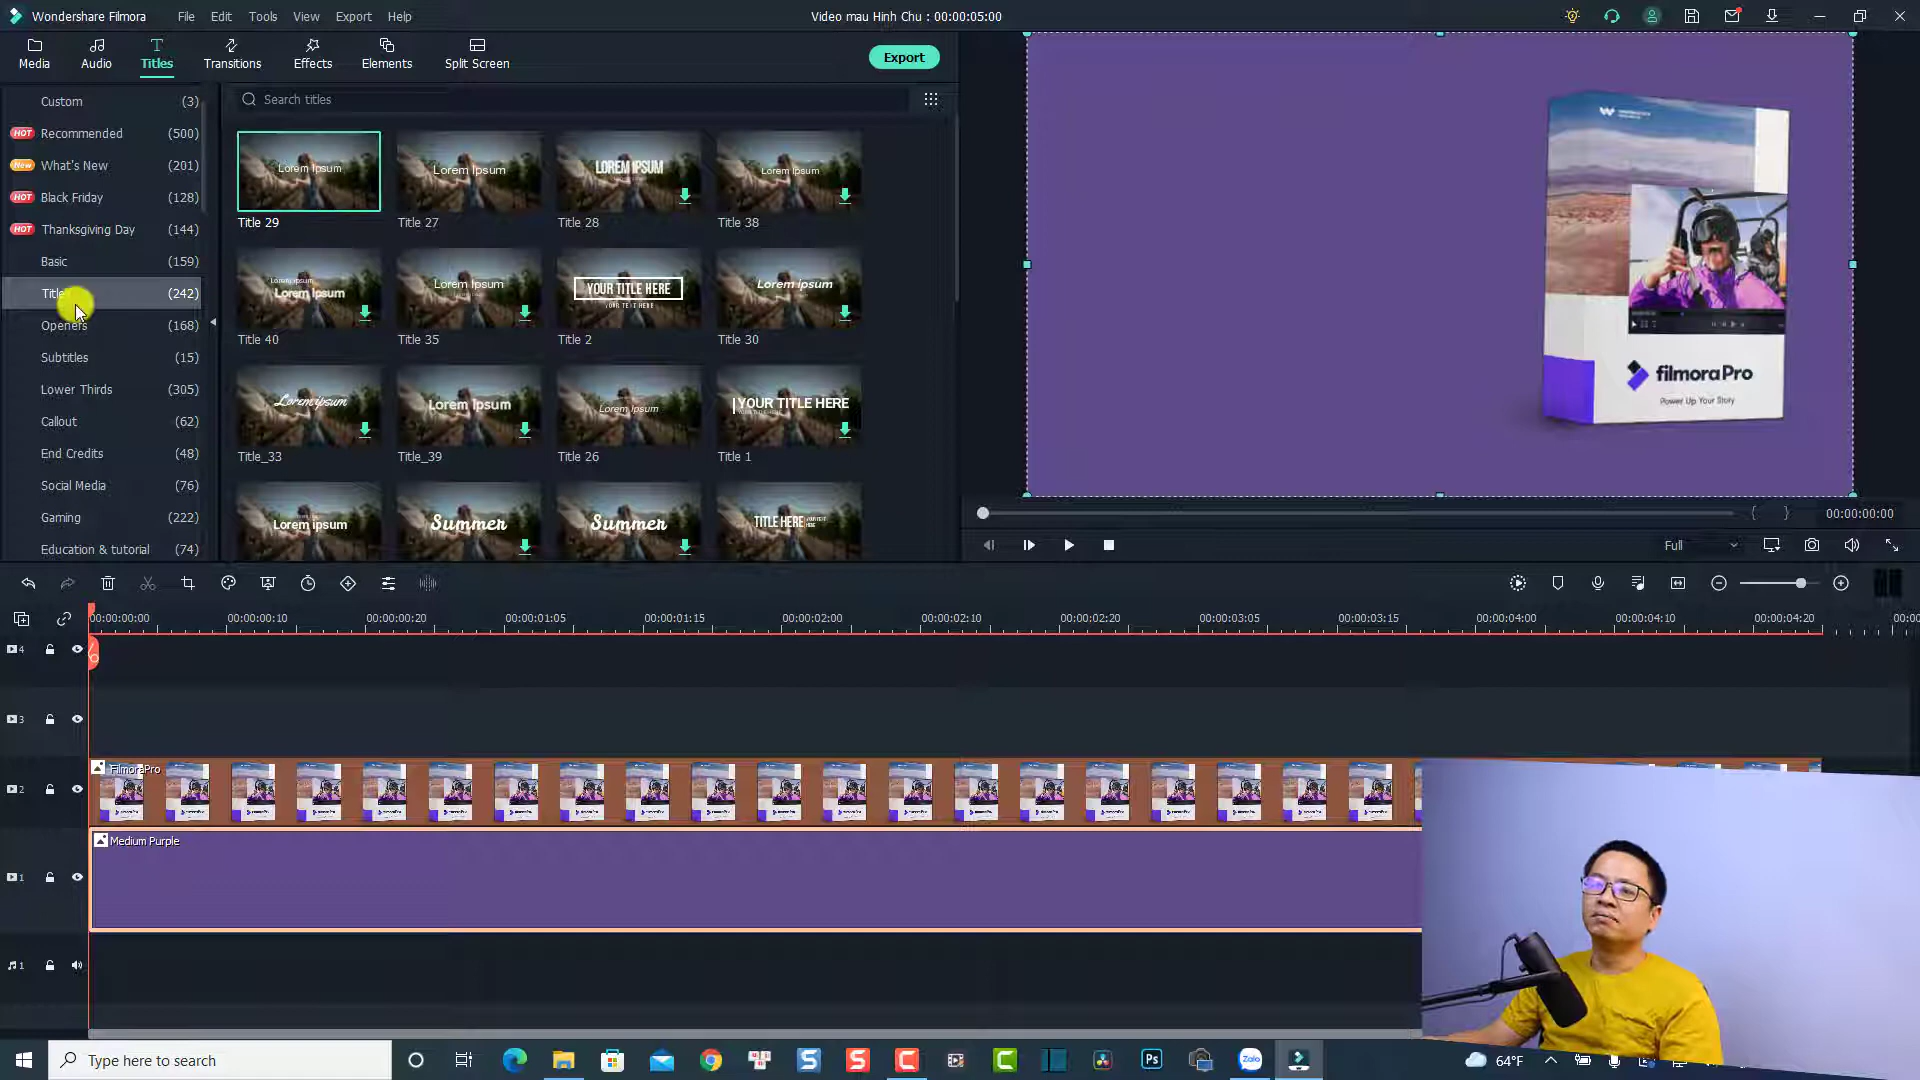 Wondershare Filmora File Edit Tools View Export Help
Video mau Hinh Chu : 00:00:05:00
Media Audio Titles Transitions Effects Elements Split Screen
Export
Custom (3)
HOT Recommended (500)
New What's New (201)
HOT Black Friday (128)
HOT Thanksgiving Day (144)
Basic (159)
Title (242)
Openers (168)
Subtitles (15)
Lower Thirds (305)
Callout (62)
End Credits (48)
Social Media (76)
Gaming (222)
Education & tutorial (74)
Search titles
Lorem Ipsum Lorem Ipsum LOREM IPSUM Lorem Ipsum
Title 29 Title 27 Title 28 Title 38
Lorem Ipsum Lorem Ipsum YOUR TITLE HERE Lorem ipsum
YOUR TEXT HERE
Title 40 Title 35 Title 2 Title 30
Lorem ipsum Lorem Ipsum Lorem Ipsum YOUR TITLE HERE
Title_33 Title_39 Title 26 Title 1
Lorem ipsum Summer Summer TITLE HERE
filmoraPro
Power Up Your Story
{ } 00:00:00:00
Full
00:00:00:00 00:00:00:10 00:00:00:20 00:00:01:05 00:00:01:15 00:00:02:00 00:00:02:10 00:00:02:20 00:00:03:05 00:00:03:15 00:00:04:00 00:00:04:10 00:00:04:20 00:00
4
3
FilmoraPro
2
Medium Purple
1
1
Type here to search
Ps
Zalo
64°F